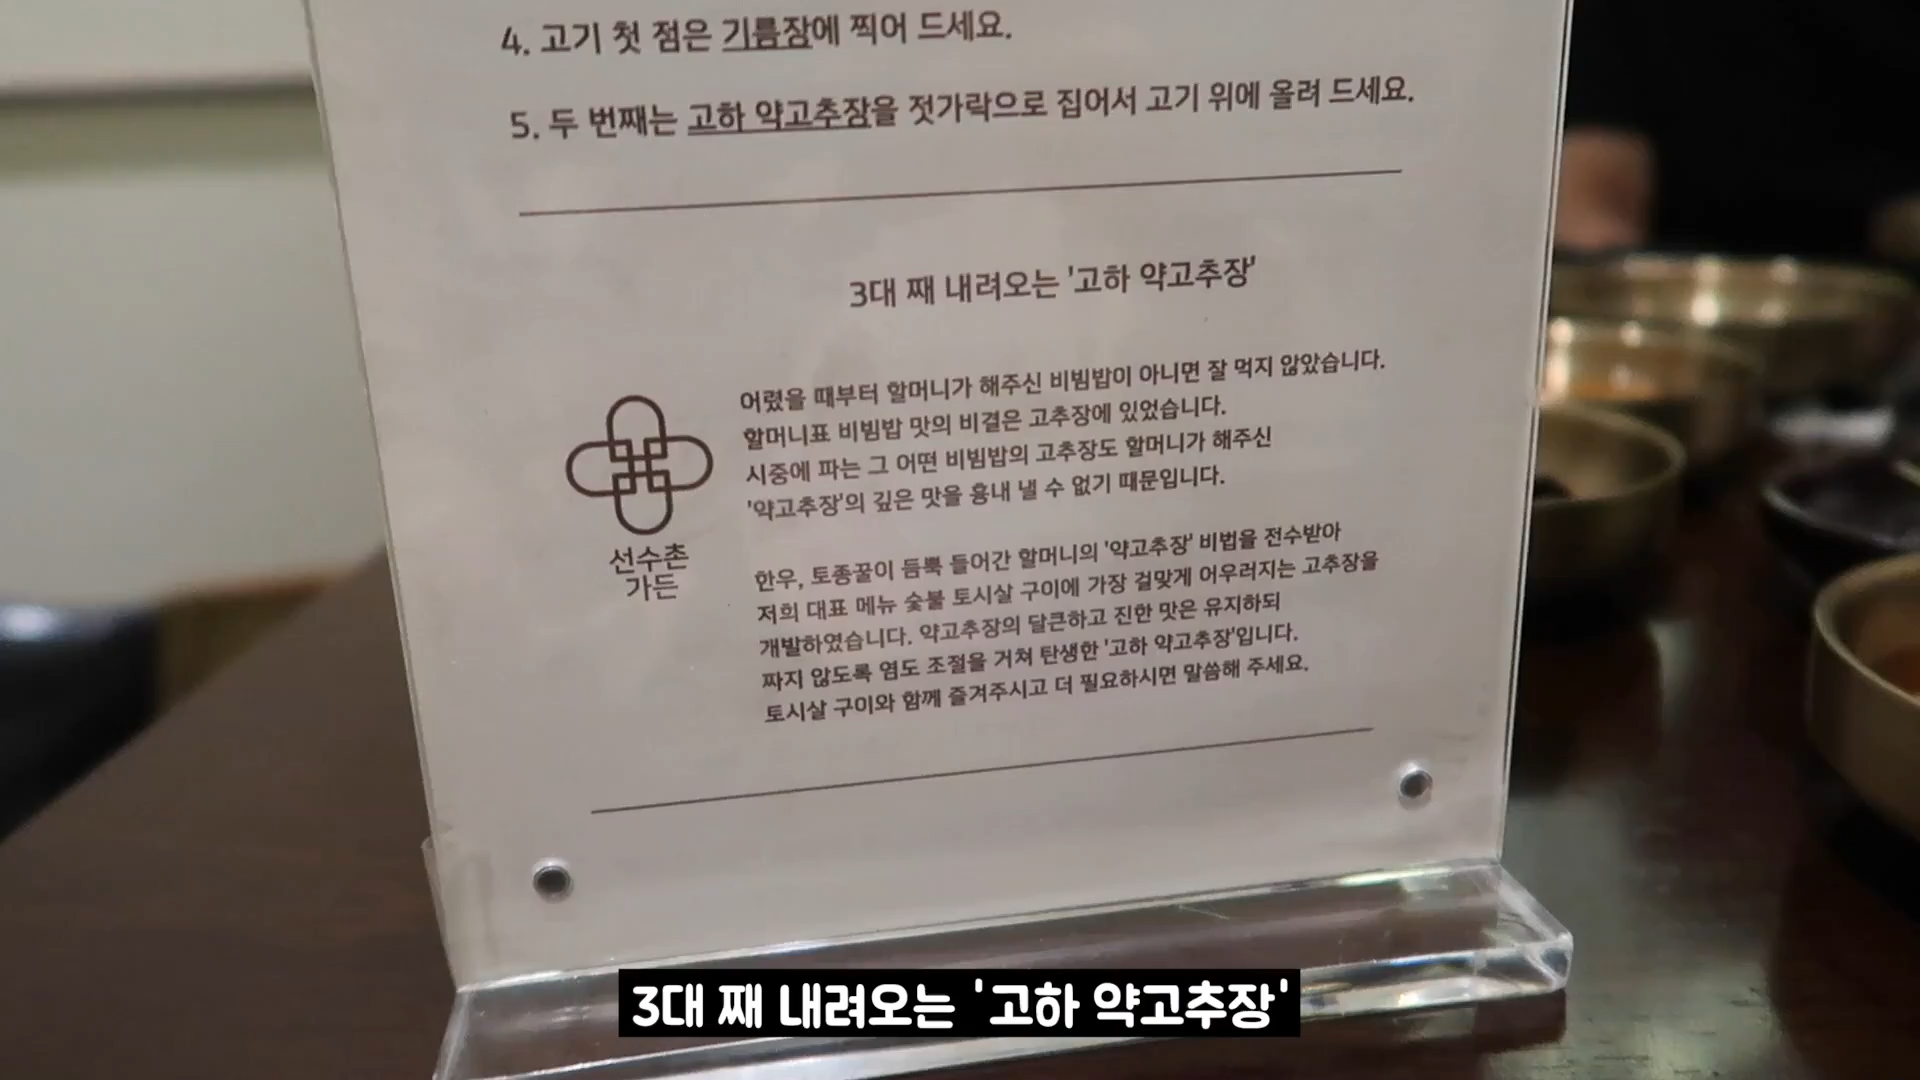 4. 고기 첫 점은 기름장에 찍어 드세요.
5. 두 번째는 고하 약고추장을 젓가락으로 집어서 고기 위에 올려 드세요.
3대 째 내려오는 '고하 약고추장'
어렸을 때부터 할머니가 해주신 비빔밥이 아니면 잘 먹지 않았습니다.
할머니표 비빔밥 맛의 비결은 고추장에 있었습니다.
시중에 파는 그 어떤 비빔밥의 고추장도 할머니가 해주신
'약고추장'의 깊은 맛을 흉내 낼 수 없기 때문입니다.
선수촌
가든
한우, 토종꿀이 듬뿍 들어간 할머니의 '약고추장' 비법을 전수받아
저희 대표 메뉴 숯불 토시살 구이에 가장 걸맞게 어우러지는 고추장을
개발하였습니다. 약고추장의 달큰하고 진한 맛은 유지하되
짜지 않도록 염도 조절을 거쳐 탄생한 '고하 약고추장'입니다.
토시살 구이와 함께 즐겨주시고 더 필요하시면 말씀해 주세요.
3대 째 내려오는 '고하 약고추장'